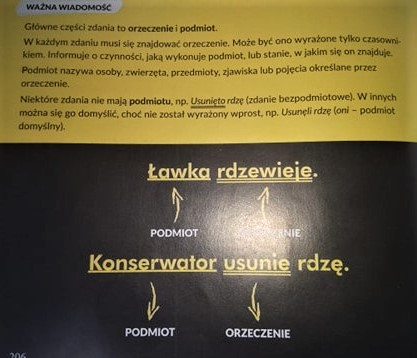 WAŻNA WIADOMOŚĆ
Główne części zdania to orzeczenie i podmiot.
W każdym zdaniu musi się znajdować orzeczenie. Może być ono wyrażone tylko czasowni-
kiem. Informuje o czynności, jaką wykonuje podmiot, lub stanie, w jakim się on znajduje.
Podmiot nazywa osoby, zwierzęta, przedmioty, zjawiska lub pojęcia określane przez
orzeczenie.
Niektóre zdania nie mają podmiotu, np. Usunięto rdzę (zdanie bezpodmiotowe). W innych
można się go domyślić, choć nie został wyrażony wprost, np. Usunęli rdzę (oni – podmiot
domyślny).
Ławka rdzewieje.
PODMIOT
Konserwator usunie rdzę.
PODMIOT ORZECZENIE
206